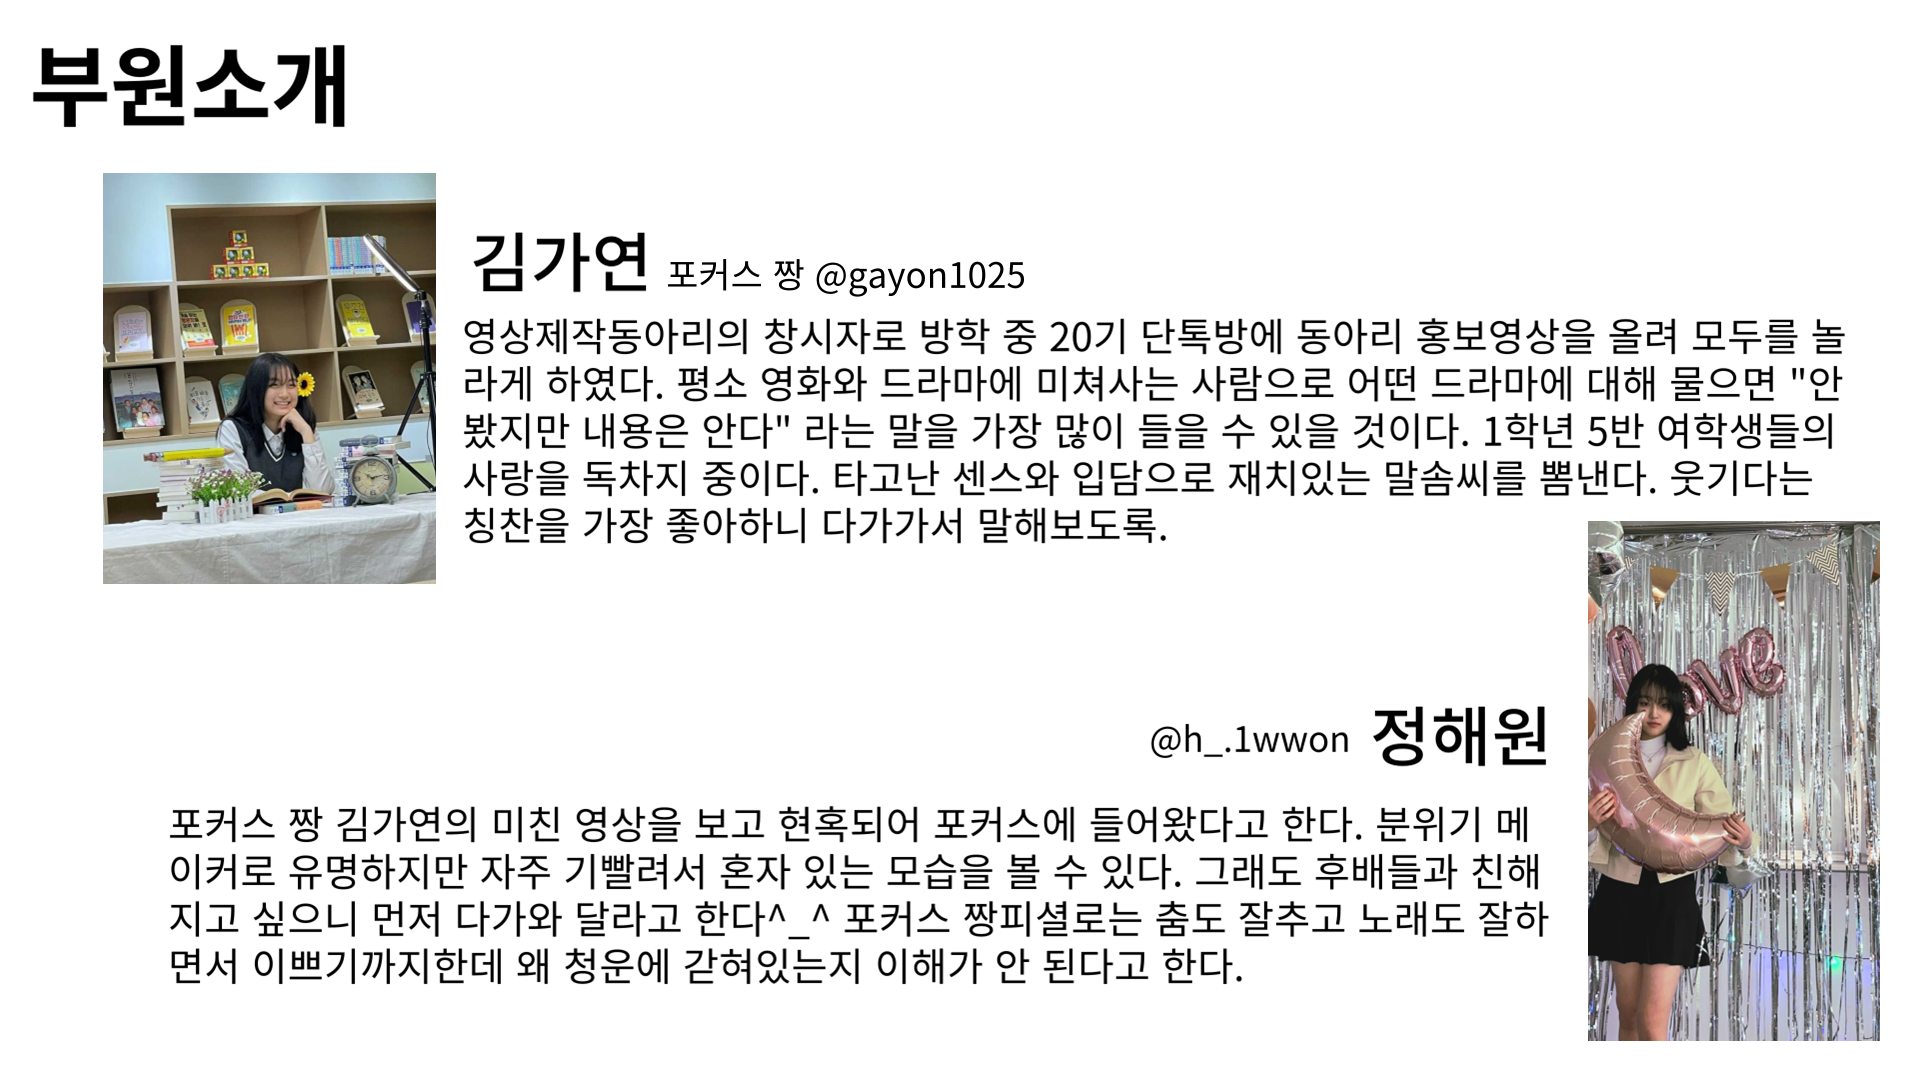 부원소개
김가연 포커스 짱 @gayon1025
영상제작동아리의 창시자로 방학 중 20기 단톡방에 동아리 홍보영상을 올려 모두를 놀
라게 하였다. 평소 영화와 드라마에 미쳐사는 사람으로 어떤 드라마에 대해 물으면 "안
봤지만 내용은 안다" 라는 말을 가장 많이 들을 수 있을 것이다. 1학년 5반 여학생들의
사랑을 독차지 중이다. 타고난 센스와 입담으로 재치있는 말솜씨를 뽐낸다. 웃기다는
칭찬을 가장 좋아하니 다가가서 말해보도록.
love
@h_.1wwon 정해원
포커스 짱 김가연의 미친 영상을 보고 현혹되어 포커스에 들어왔다고 한다. 분위기 메
이커로 유명하지만 자주 기빨려서 혼자 있는 모습을 볼 수 있다. 그래도 후배들과 친해
지고 싶으니 먼저 다가와 달라고 한다^_^ 포커스 짱피셜로는 춤도 잘추고 노래도 잘하
면서 이쁘기까지한데 왜 청운에 갇혀있는지 이해가 안 된다고 한다.